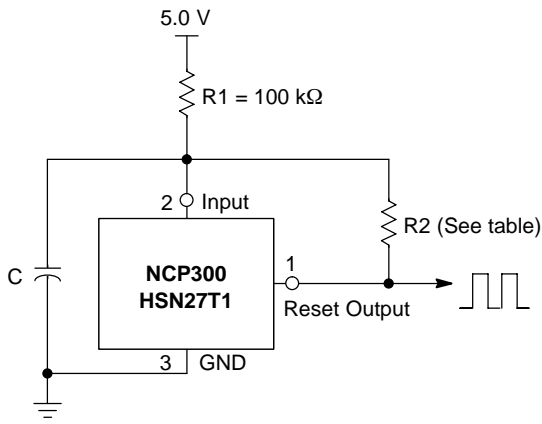 5.0 V
R1 = 100 kΩ
2 Input
R2 (See table)
C
NCP300
HSN27T1
1
Reset Output
3 GND